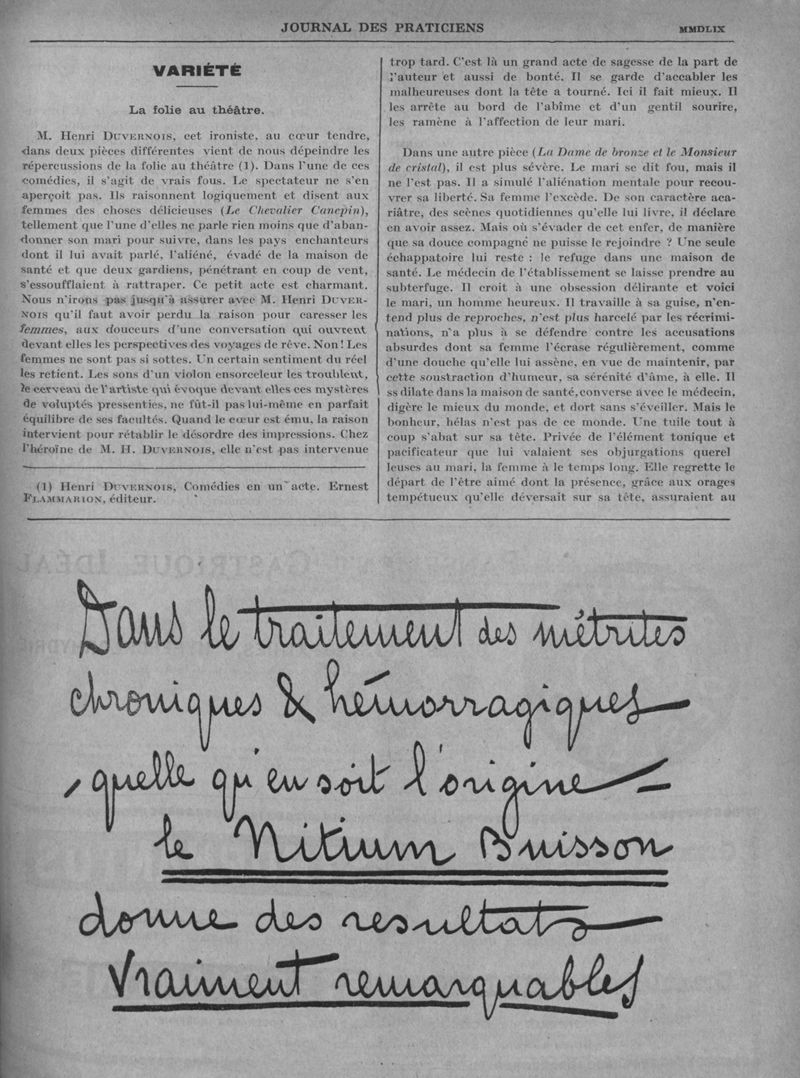 JOURNAL DES PRATICIENS
MMDLIX
VARIÉTÉ
La folie au théâtre.
M. Henri DUVERNOIS, cet ironiste, au cœur tendre,
dans deux pièces différentes vient de nous dépeindre les
répercussions de la folie au théâtre (1). Dans l'une de ces
comédies, il s'agit de vrais fous. Le spectateur ne s'en
aperçoit pas. Ils raisonnent logiquement et disent aux
femmes des choses délicieuses (Le Chevalier Canepin),
tellement que l'une d'elles ne parle rien moins que d'aban-
donner son mari pour suivre, dans les pays enchanteurs
dont il lui avait parlé, l'aliéné, évadé de la maison de
santé et que deux gardiens, pénétrant en coup de vent,
s'essoufflaient à rattraper. Ce petit acte est charmant.
Nous n'irons pas jusqu'à assurer avec M. Henri DUVER-
NOIS qu'il faut avoir perdu la raison pour caresser les
femmes, aux douceurs d'une conversation qui ouvrent
devant elles les perspectives des voyages de rêve. Non! Les
femmes ne sont pas si sottes. Un certain sentiment du réel
les retient. Les sons d'un violon ensorceleur les troublent,
le cerveau de l'artiste qui évoque devant elles ces mystères
de voluptés pressenties, ne fût-il pas lui-même en parfait
équilibre de ses facultés. Quand le cœur est ému, la raison
intervient pour rétablir le désordre des impressions. Chez
l'héroïne de M. H. DUVERNOIS, elle n'est pas intervenue
(1) Henri DUVERNOIS, Comédies en un acte. Ernest
FLAMMARION, éditeur.
trop tard. C'est là un grand acte de sagesse de la part de
l'auteur et aussi de bonté. Il se garde d'accabler les
malheureuses dont la tête a tourné. Ici il fait mieux. Il
les arrête au bord de l'abîme et d'un gentil sourire,
les ramène à l'affection de leur mari.
Dans une autre pièce (La Dame de bronze et le Monsieur
de cristal), il est plus sévère. Le mari se dit fou, mais il
ne l'est pas. Il a simulé l'aliénation mentale pour recou-
vrer sa liberté. Sa femme l'excède. De son caractère aca-
riâtre, des scènes quotidiennes qu'elle lui livre, il déclare
en avoir assez. Mais où s'évader de cet enfer, de manière
que sa douce compagne ne puisse le rejoindre ? Une seule
échappatoire lui reste : le refuge dans une maison de
santé. Le médecin de l'établissement se laisse prendre au
subterfuge. Il croit à une obsession délirante et voici
le mari, un homme heureux. Il travaille à sa guise, n'en-
tend plus de reproches, n'est plus harcelé par les récrimi-
nations, n'a plus à se défendre contre les accusations
absurdes dont sa femme l'écrase régulièrement, comme
d'une douche qu'elle lui assène, en vue de maintenir, par
cette soustraction d'humeur, sa sérénité d'âme, à elle. Il
ss dilate dans la maison de santé, converse avec le médecin,
digère le mieux du monde, et dort sans s'éveiller. Mais le
bonheur, hélas n'est pas de ce monde. Une tuile tout à
coup s'abat sur sa tête. Privée de l'élément tonique et
pacificateur que lui valaient ses objurgations querel
leuses au mari, la femme à le temps long. Elle regrette le
départ de l'être aimé dont la présence, grâce aux orages
tempétueux qu'elle déversait sur sa tête, assuraient au
Dans le traitement des métrites
chroniques & hémorragiques
, quelle qu'en soit l'origine
le Nitium Buisson
donne des resultats
vraiment remarquables